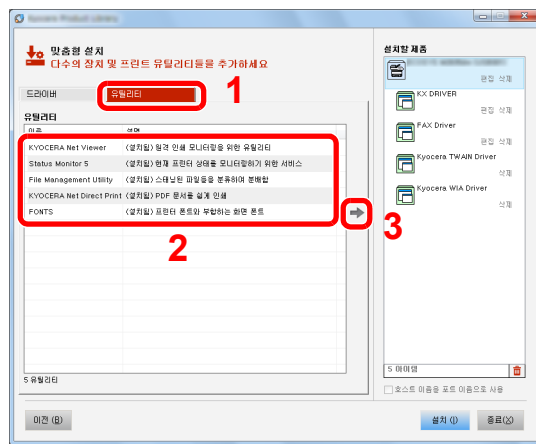 Kyocera Product Library
맞춤형 설치
다수의 장치 및 프린트 유틸리티들을 추가하세요
1
드라이버
유틸리티
유틸리티
이름 설명
KYOCERA Net Viewer (설치됨) 원격 인쇄 모니터링을 위한 유틸리티
Status Monitor 5 (설치됨) 현재 프린터 상태를 모니터링하기 위한 서비스
File Management Utility (설치됨) 스캐닝된 파일들을 분류하여 분배함
KYOCERA Net Direct Print (설치됨) PDF 문서를 쉽게 인쇄
FONTS (설치됨) 프린터 폰트와 부합하는 화면 폰트
2
3
5 유틸리티
설치할 제품
편집 삭제
KX DRIVER
편집 삭제
FAX Driver
편집 삭제
Kyocera TWAIN Driver
삭제
Kyocera WIA Driver
삭제
5 아이템
호스트 이름을 포트 이름으로 사용
이전 (B)
설치 (I)
종료(X)